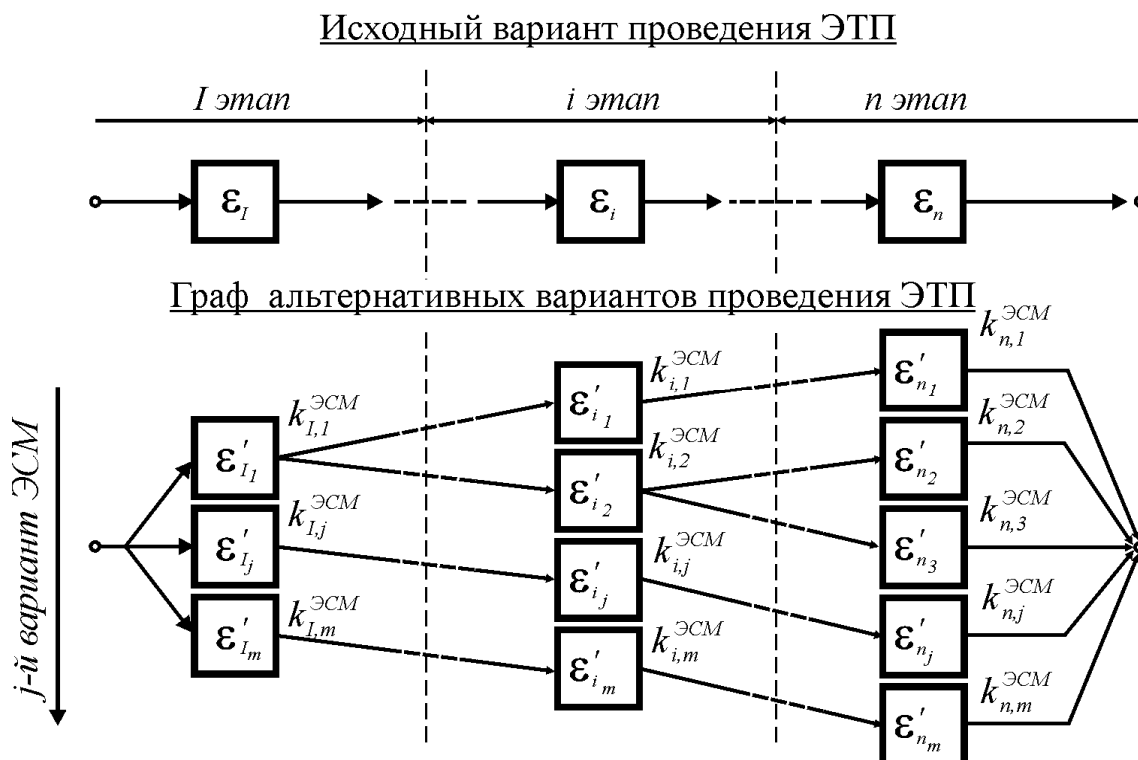 Исходный вариант проведения ЭТП
I этап
i этап
n этап
ε_I
ε_i
ε_n
Граф альтернативных вариантов проведения ЭТП
j-й вариант ЭСМ
ε′_{I_1}
k_{I,1}^{ЭСМ}
ε′_{I_j}
k_{I,j}^{ЭСМ}
ε′_{I_m}
k_{I,m}^{ЭСМ}
ε′_{i_1}
k_{i,1}^{ЭСМ}
ε′_{i_2}
k_{i,2}^{ЭСМ}
ε′_{i_j}
k_{i,j}^{ЭСМ}
ε′_{i_m}
k_{i,m}^{ЭСМ}
ε′_{n_1}
k_{n,1}^{ЭСМ}
ε′_{n_2}
k_{n,2}^{ЭСМ}
ε′_{n_3}
k_{n,3}^{ЭСМ}
ε′_{n_j}
k_{n,j}^{ЭСМ}
ε′_{n_m}
k_{n,m}^{ЭСМ}